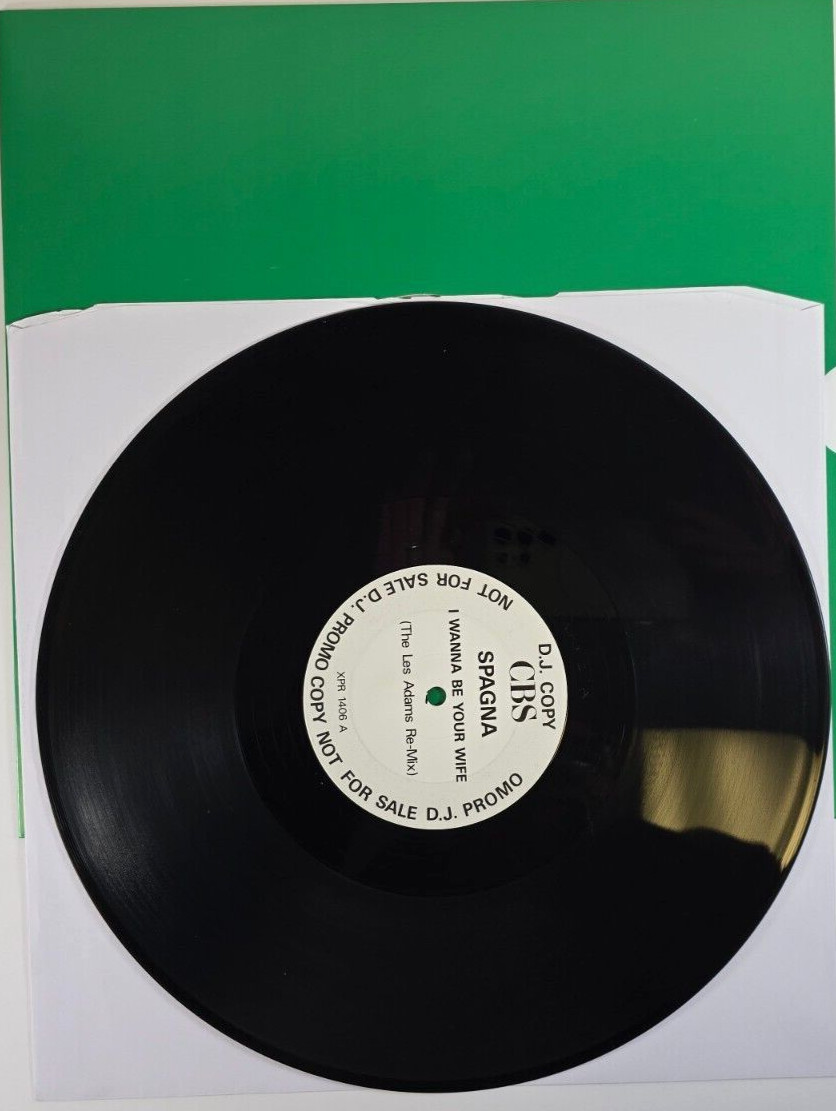 D.J. COPY
CBS
SPAGNA
I WANNA BE YOUR WIFE
(The Les Adams Re-Mix)
XPR 1406 A
NOT FOR SALE D.J. PROMO COPY NOT FOR SALE D.J. PROMO